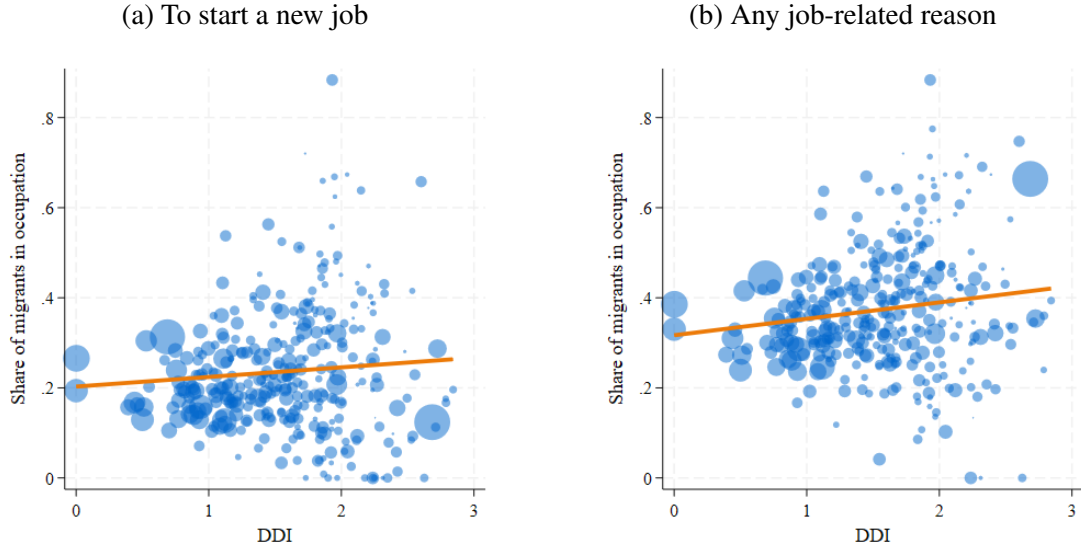 (a) To start a new job
Share of migrants in occupation
.8
.6
.4
.2
0
0 1 2 3
DDI
(b) Any job-related reason
Share of migrants in occupation
.8
.6
.4
.2
0
0 1 2 3
DDI